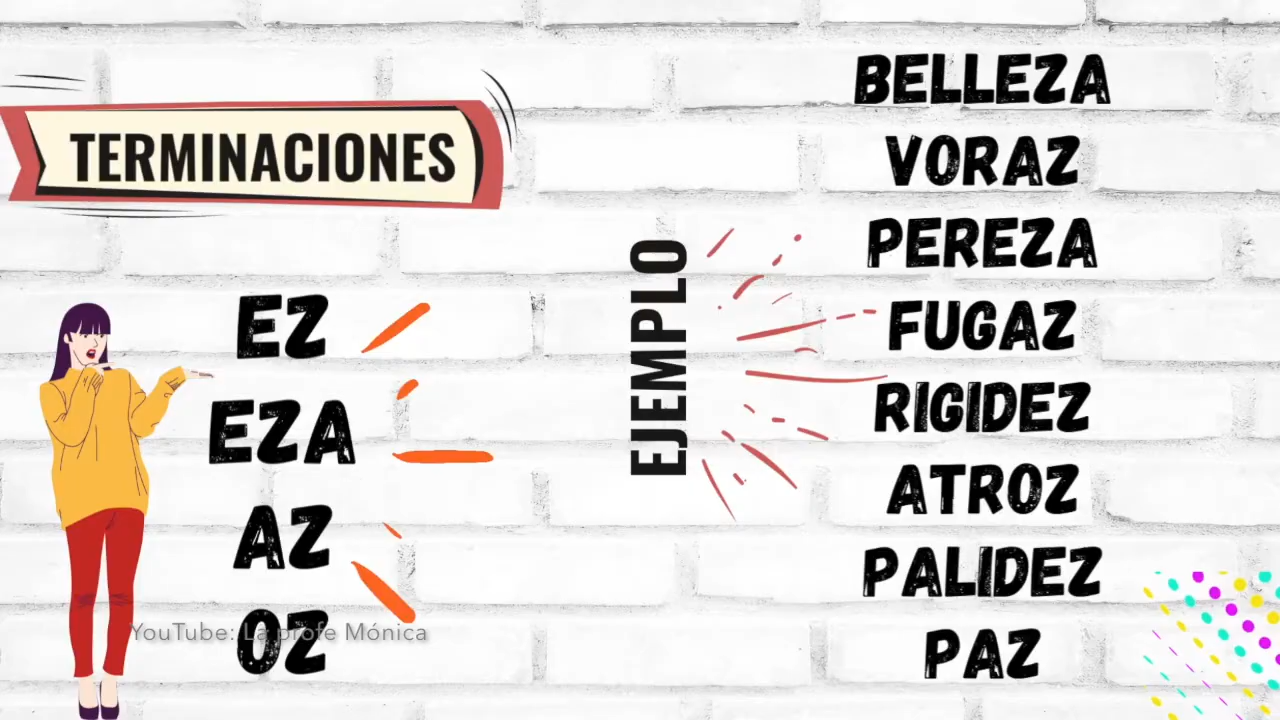 TERMINACIONES
EZ
EZA
AZ
OZ
YouTube: La profe Mónica
EJEMPLO
BELLEZA
VORAZ
PEREZA
FUGAZ
RIGIDEZ
ATROZ
PALIDEZ
PAZ